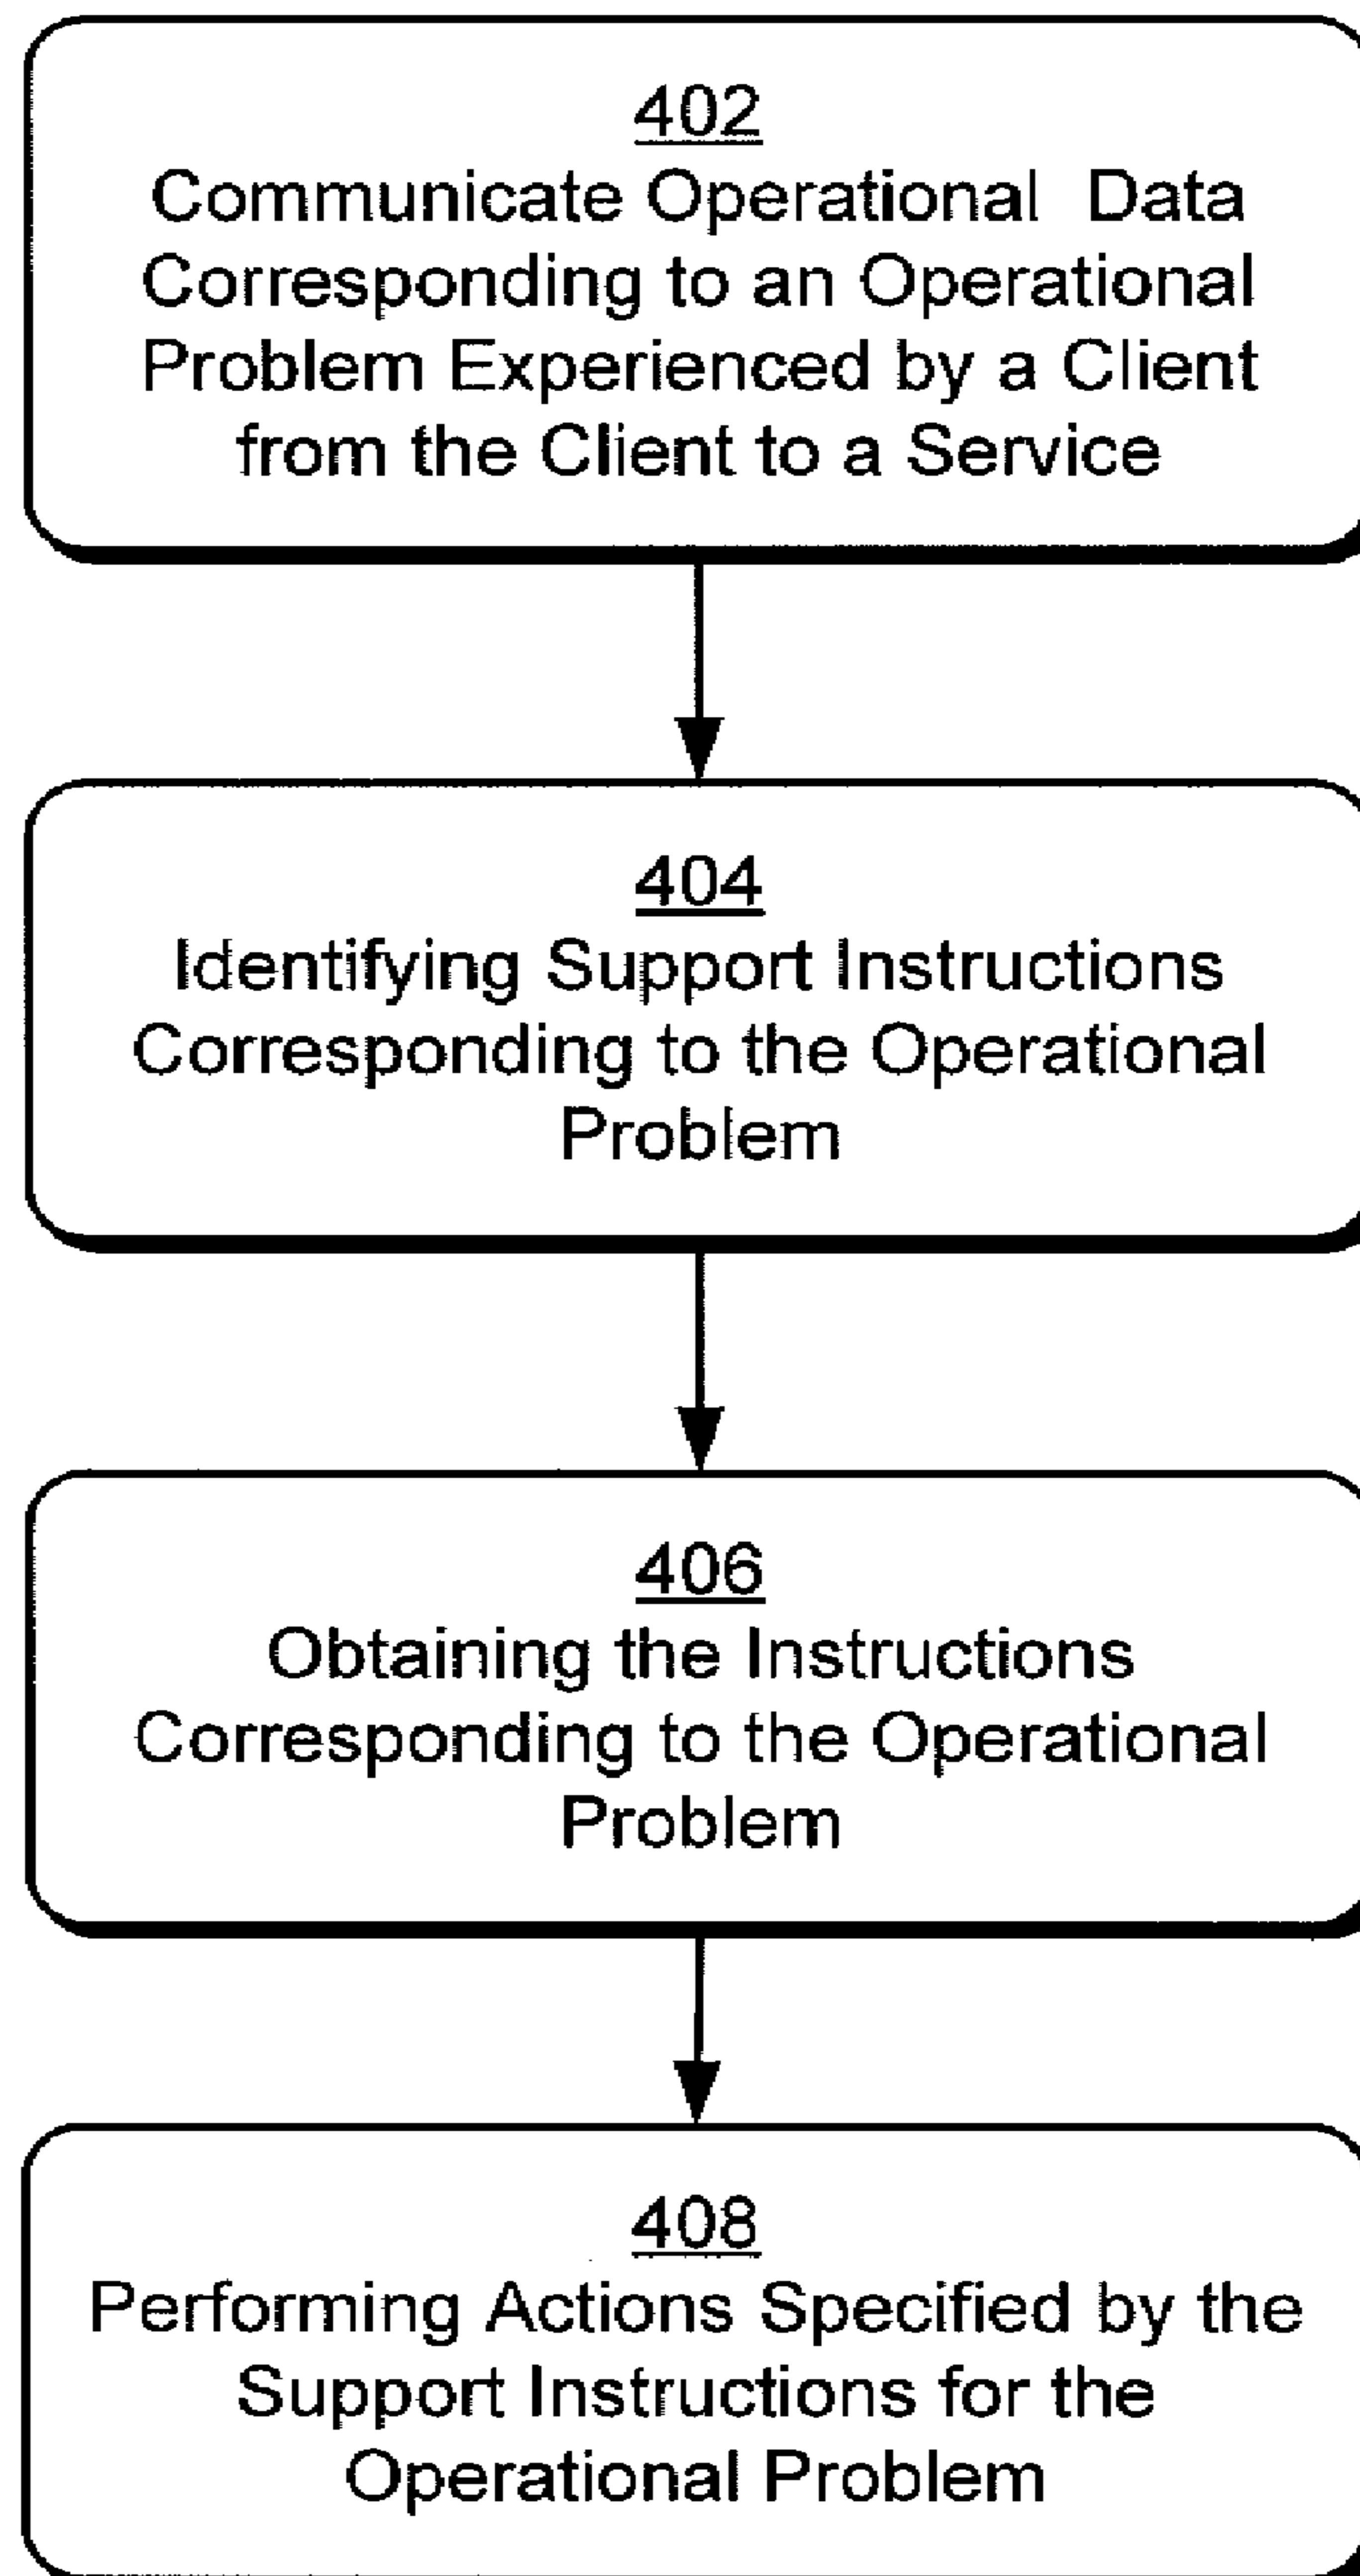 402
Communicate Operational Data
Corresponding to an Operational
Problem Experienced by a Client
from the Client to a Service
404
Identifying Support Instructions
Corresponding to the Operational
Problem
406
Obtaining the Instructions
Corresponding to the Operational
Problem
408
Performing Actions Specified by the
Support Instructions for the
Operational Problem